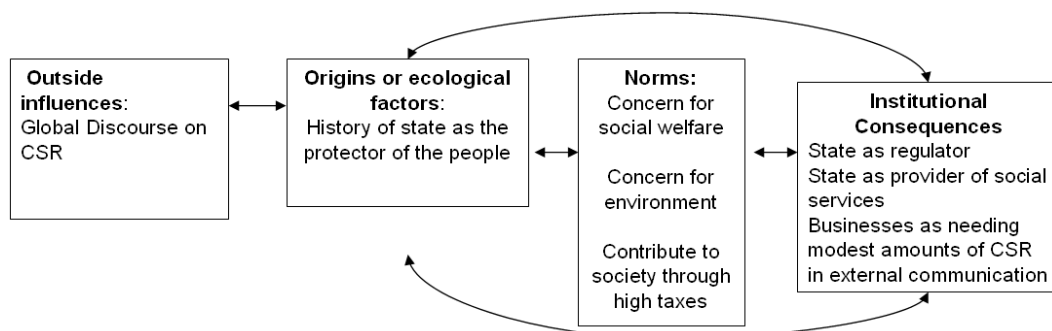 Outside
influences:
Global Discourse on
CSR
Origins or ecological
factors:
History of state as the
protector of the people
Norms:
Concern for
social welfare
Concern for
environment
Contribute to
society through
high taxes
Institutional
Consequences
State as regulator
State as provider of social
services
Businesses as needing
modest amounts of CSR
in external communication